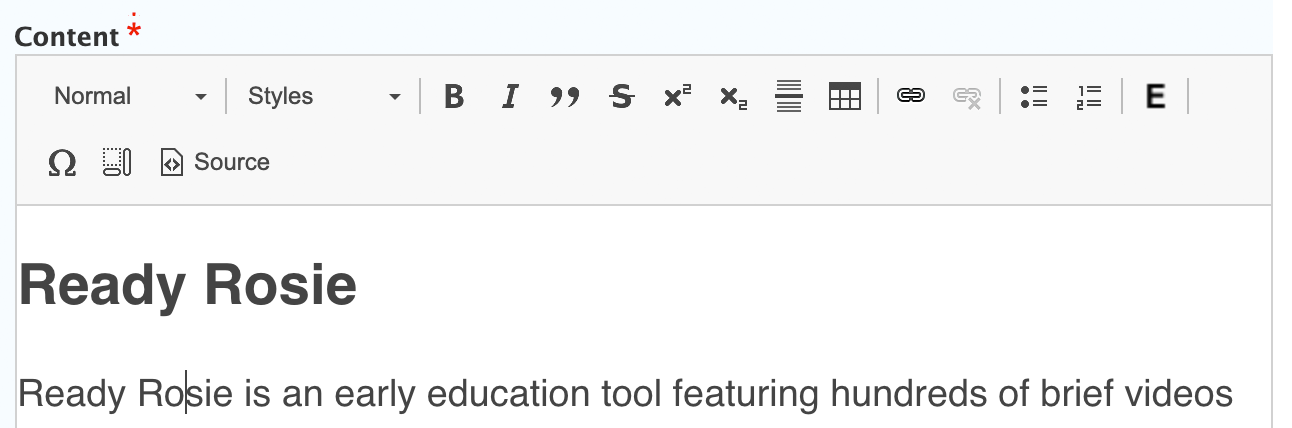 Content *
Normal Styles B I ” S x² x₂ E
Ω Source
Ready Rosie
Ready Rosie is an early education tool featuring hundreds of brief videos